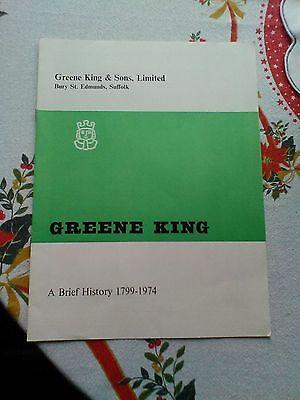 Greene King & Sons, Limited
Bury St. Edmunds, Suffolk
GREENE KING
A Brief History 1799-1974